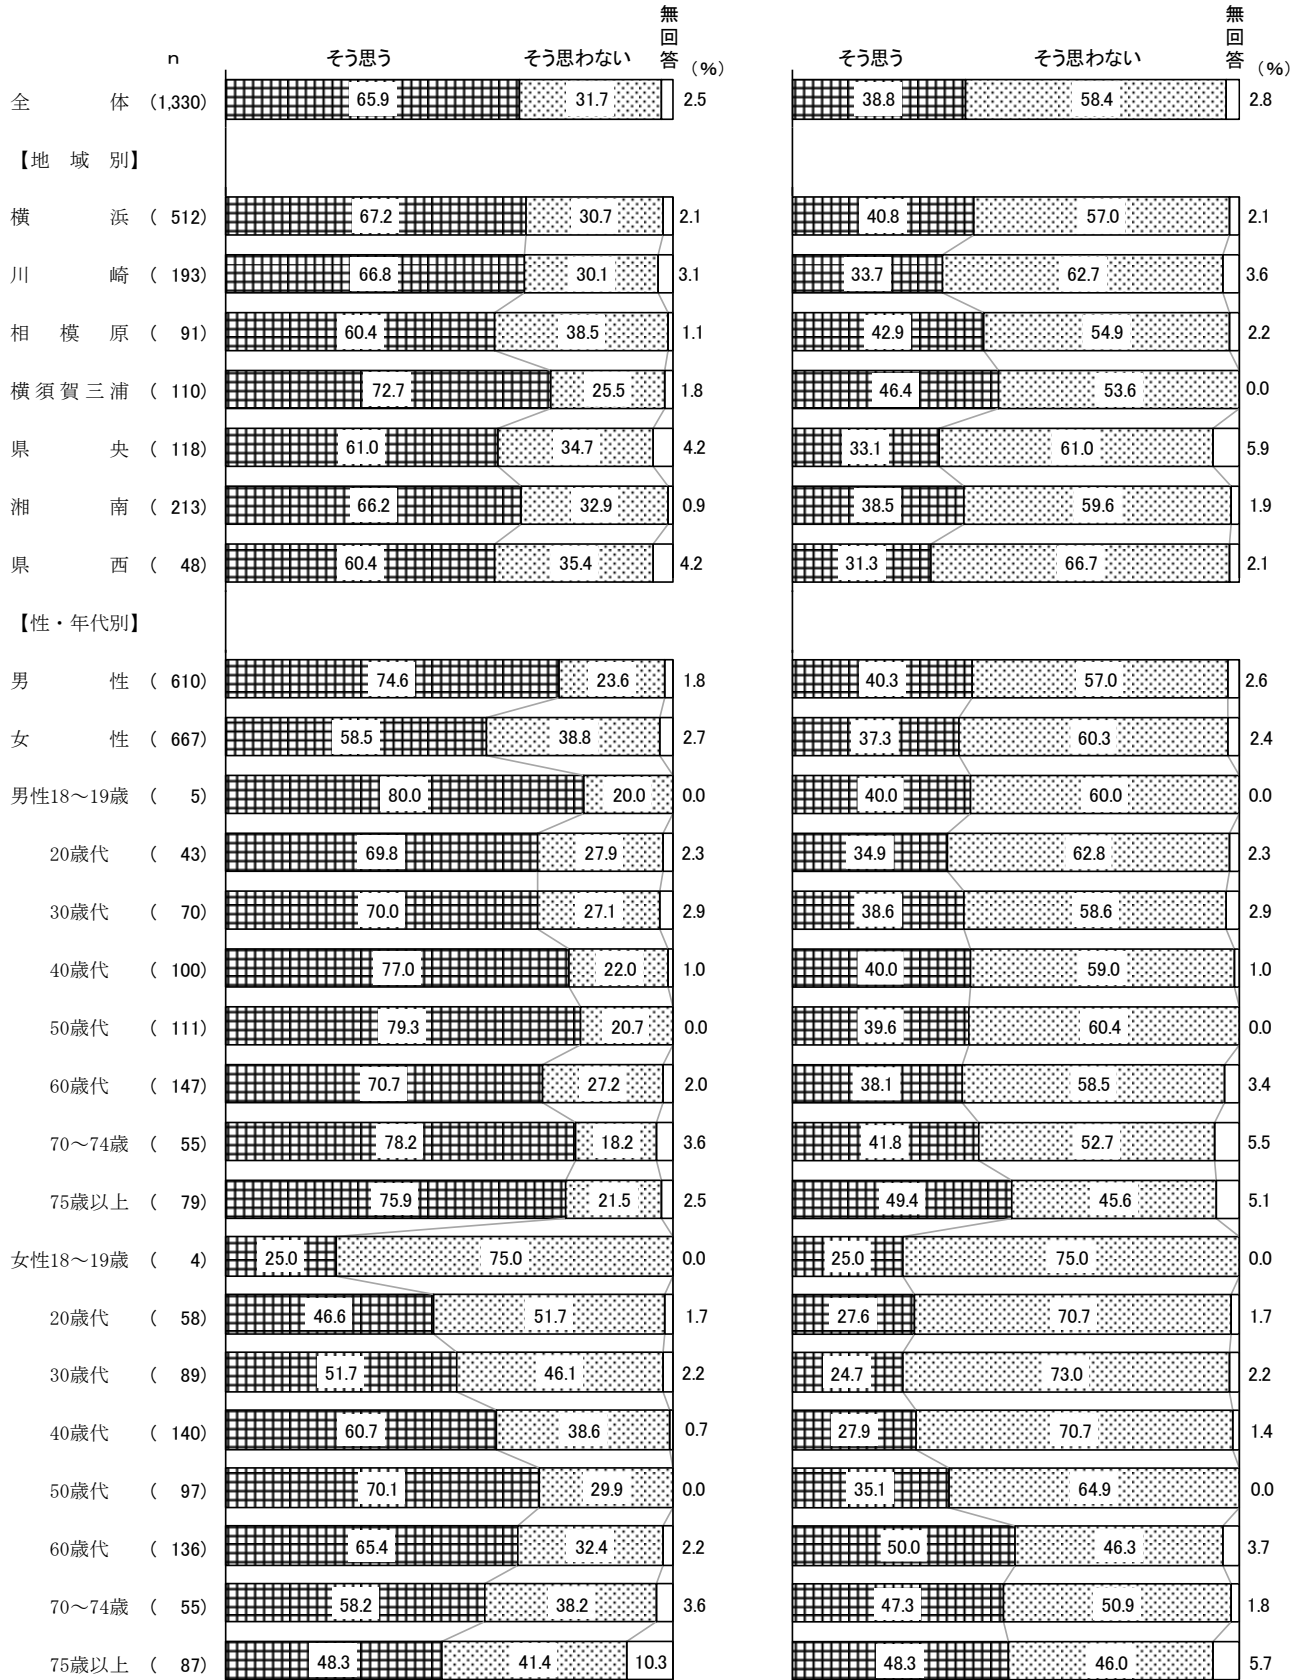 n そう思う そう思わない 無回答 (%) そう思う そう思わない 無回答 (%)
全体 (1,330) 65.9 31.7 2.5 38.8 58.4 2.8
【地域別】
横浜 ( 512) 67.2 30.7 2.1 40.8 57.0 2.1
川崎 ( 193) 66.8 30.1 3.1 33.7 62.7 3.6
相模原 ( 91) 60.4 38.5 1.1 42.9 54.9 2.2
横須賀三浦 ( 110) 72.7 25.5 1.8 46.4 53.6 0.0
県央 ( 118) 61.0 34.7 4.2 33.1 61.0 5.9
湘南 ( 213) 66.2 32.9 0.9 38.5 59.6 1.9
県西 ( 48) 60.4 35.4 4.2 31.3 66.7 2.1
【性・年代別】
男性 ( 610) 74.6 23.6 1.8 40.3 57.0 2.6
女性 ( 667) 58.5 38.8 2.7 37.3 60.3 2.4
男性18～19歳 ( 5) 80.0 20.0 0.0 40.0 60.0 0.0
20歳代 ( 43) 69.8 27.9 2.3 34.9 62.8 2.3
30歳代 ( 70) 70.0 27.1 2.9 38.6 58.6 2.9
40歳代 ( 100) 77.0 22.0 1.0 40.0 59.0 1.0
50歳代 ( 111) 79.3 20.7 0.0 39.6 60.4 0.0
60歳代 ( 147) 70.7 27.2 2.0 38.1 58.5 3.4
70～74歳 ( 55) 78.2 18.2 3.6 41.8 52.7 5.5
75歳以上 ( 79) 75.9 21.5 2.5 49.4 45.6 5.1
女性18～19歳 ( 4) 25.0 75.0 0.0 25.0 75.0 0.0
20歳代 ( 58) 46.6 51.7 1.7 27.6 70.7 1.7
30歳代 ( 89) 51.7 46.1 2.2 24.7 73.0 2.2
40歳代 ( 140) 60.7 38.6 0.7 27.9 70.7 1.4
50歳代 ( 97) 70.1 29.9 0.0 35.1 64.9 0.0
60歳代 ( 136) 65.4 32.4 2.2 50.0 46.3 3.7
70～74歳 ( 55) 58.2 38.2 3.6 47.3 50.9 1.8
75歳以上 ( 87) 48.3 41.4 10.3 48.3 46.0 5.7